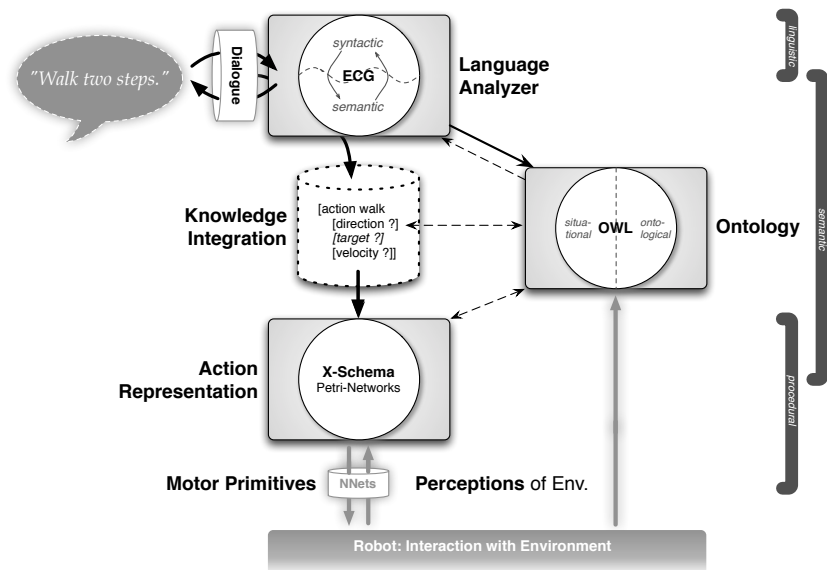 "Walk two steps."
Dialogue
syntactic
ECG
semantic
Language
Analyzer
linguistic
Knowledge
Integration
[action walk
[direction ?]
[target ?]
[velocity ?]]
situa-
tional
OWL
onto-
logical
Ontology
semantic
Action
Representation
X-Schema
Petri-Networks
procedural
Motor Primitives
NNets
Perceptions of Env.
Robot: Interaction with Environment